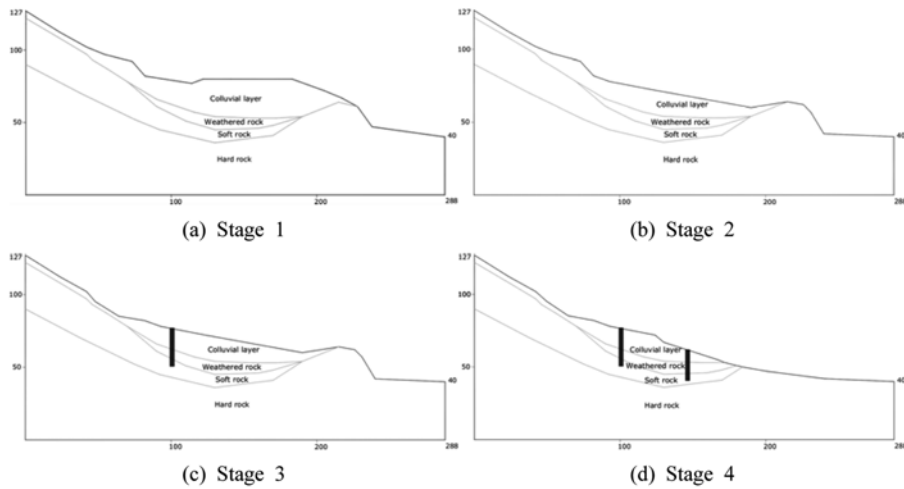 127
100
50
Colluvial layer
Weathered rock
Soft rock
Hard rock
40
100
200
288
(a) Stage 1
127
100
50
Colluvial layer
Weathered rock
Soft rock
Hard rock
40
100
200
288
(b) Stage 2
127
100
50
Colluvial layer
Weathered rock
Soft rock
Hard rock
40
100
200
288
(c) Stage 3
127
100
50
Colluvial layer
Weathered rock
Soft rock
Hard rock
40
100
200
288
(d) Stage 4